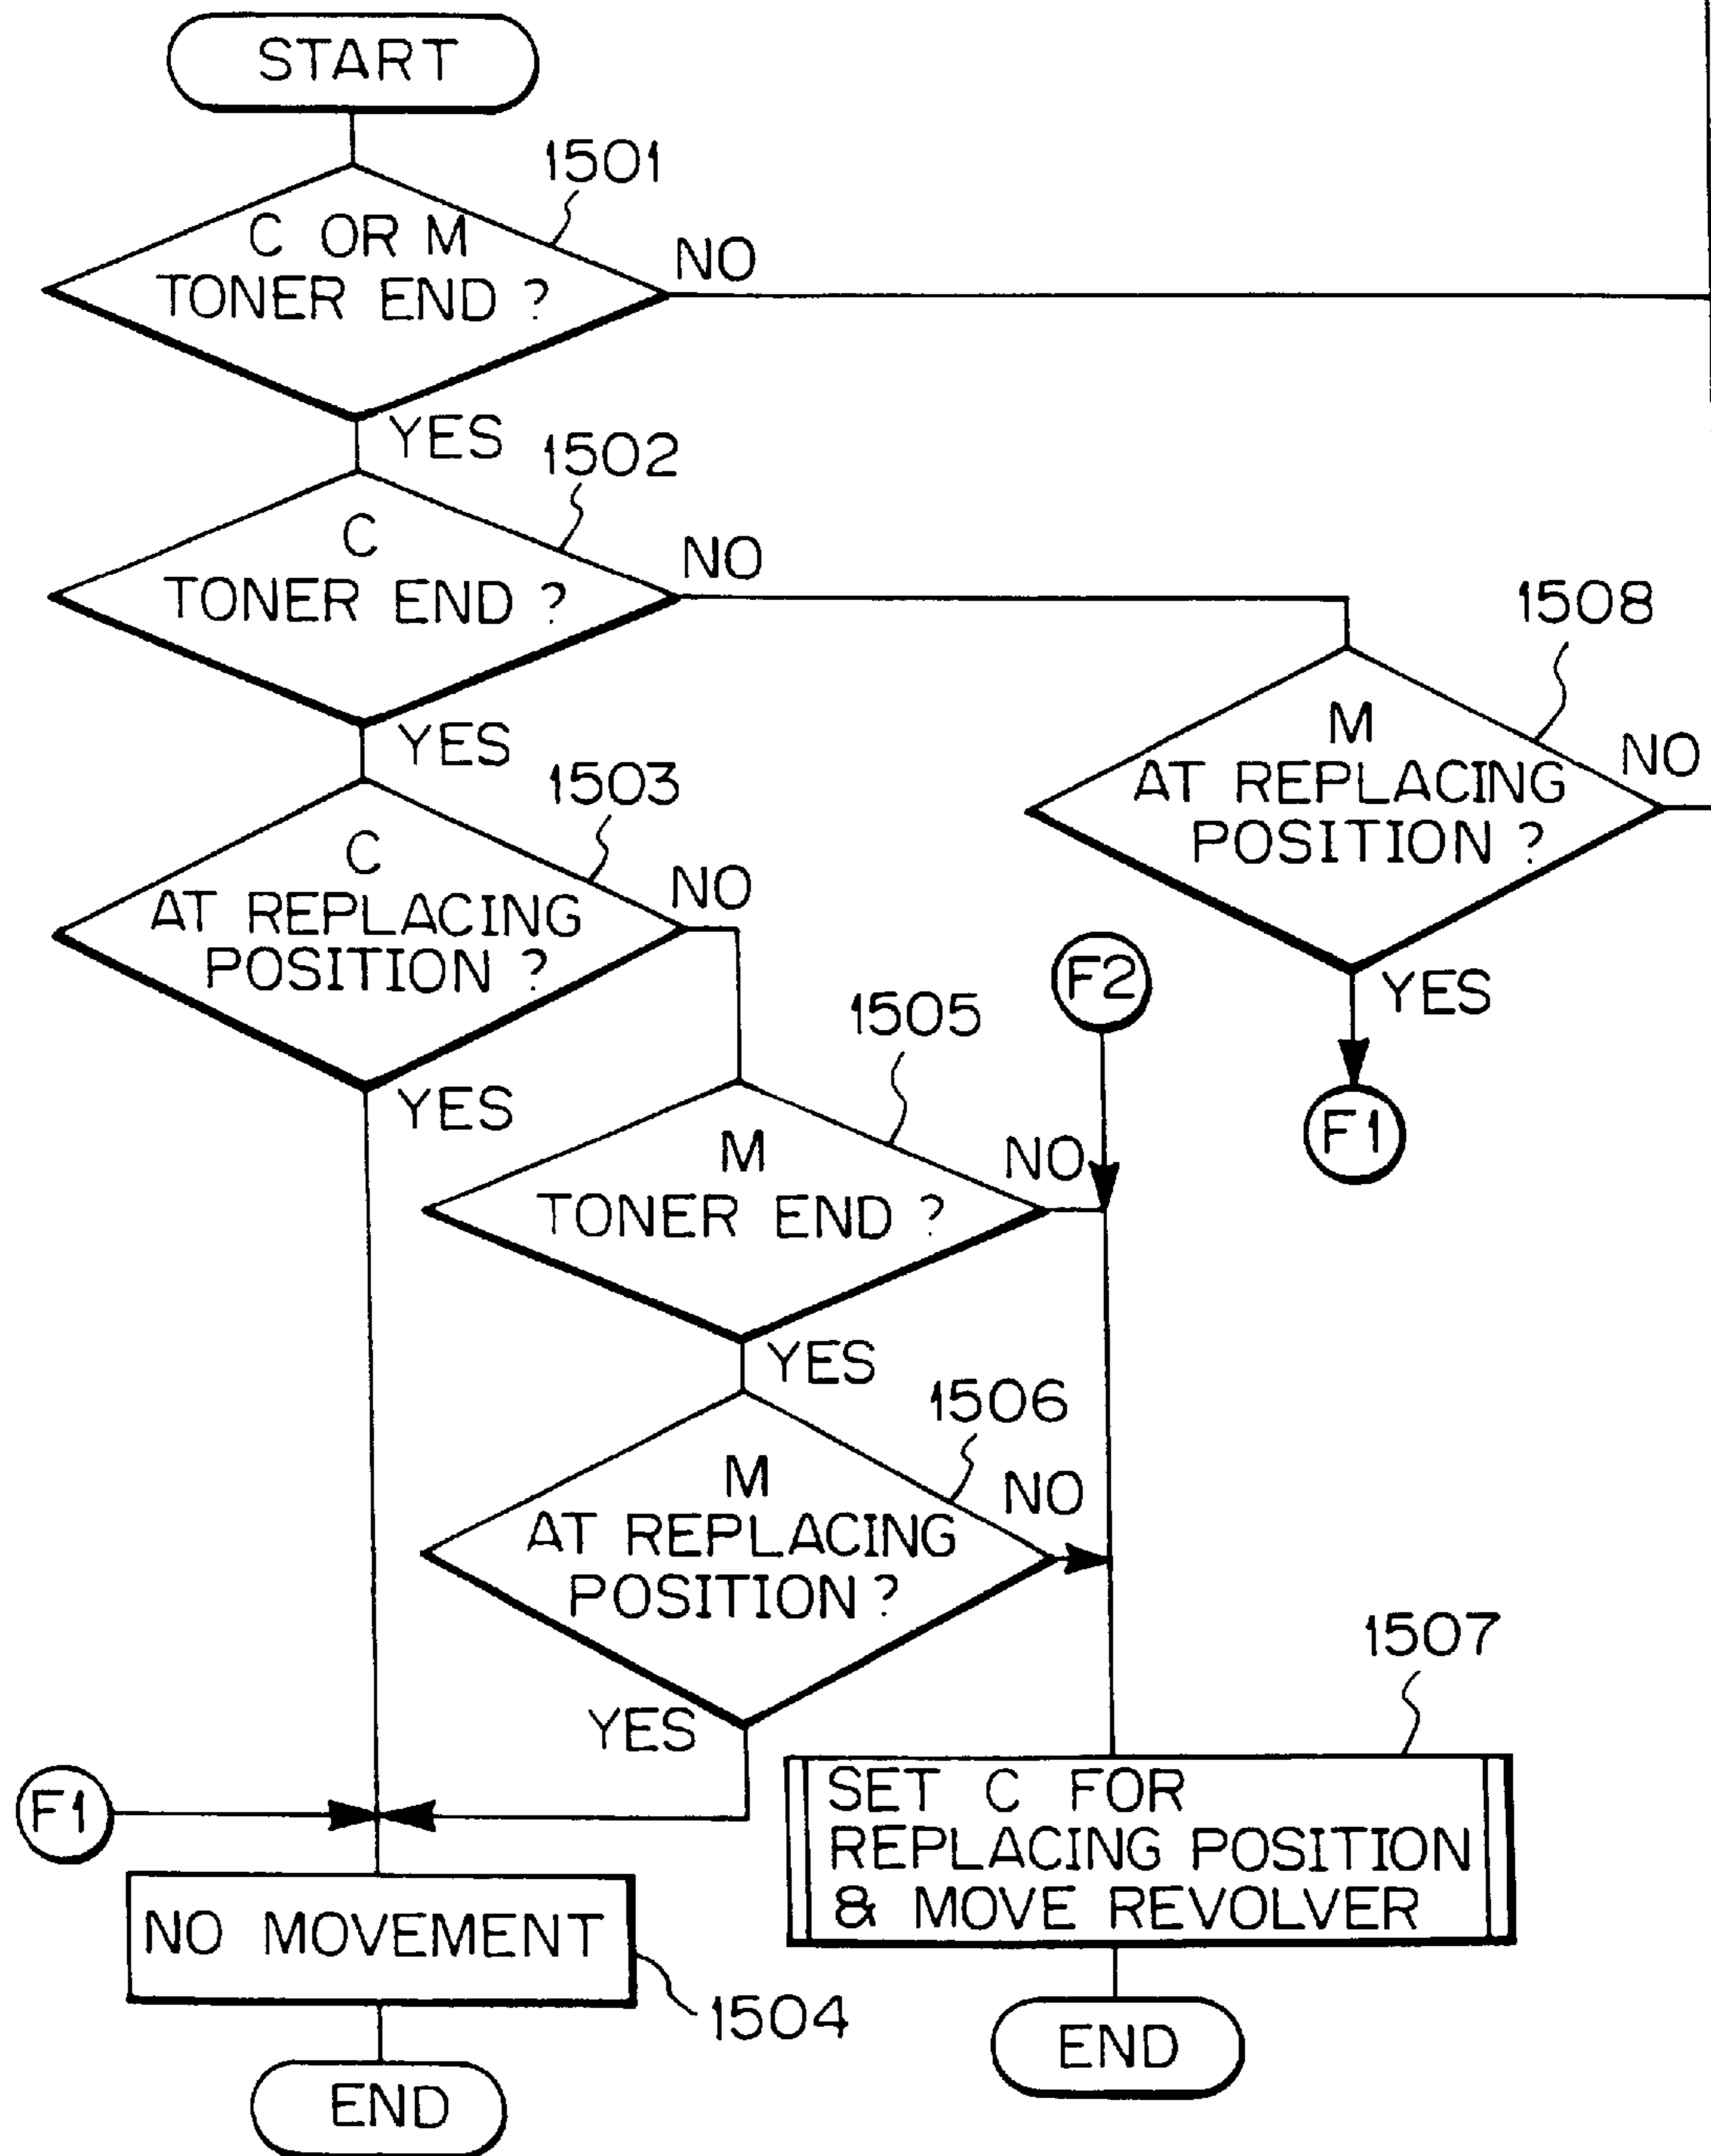 START
1501
C OR M
TONER END ?
NO
YES
1502
C
TONER END ?
NO
YES
1508
M
AT REPLACING
POSITION ?
NO
YES
F1
1503
C
AT REPLACING
POSITION ?
NO
YES
F2
1505
M
TONER END ?
NO
YES
1506
M
AT REPLACING
POSITION ?
NO
YES
1507
SET C FOR
REPLACING POSITION
& MOVE REVOLVER
END
F1
NO MOVEMENT
1504
END